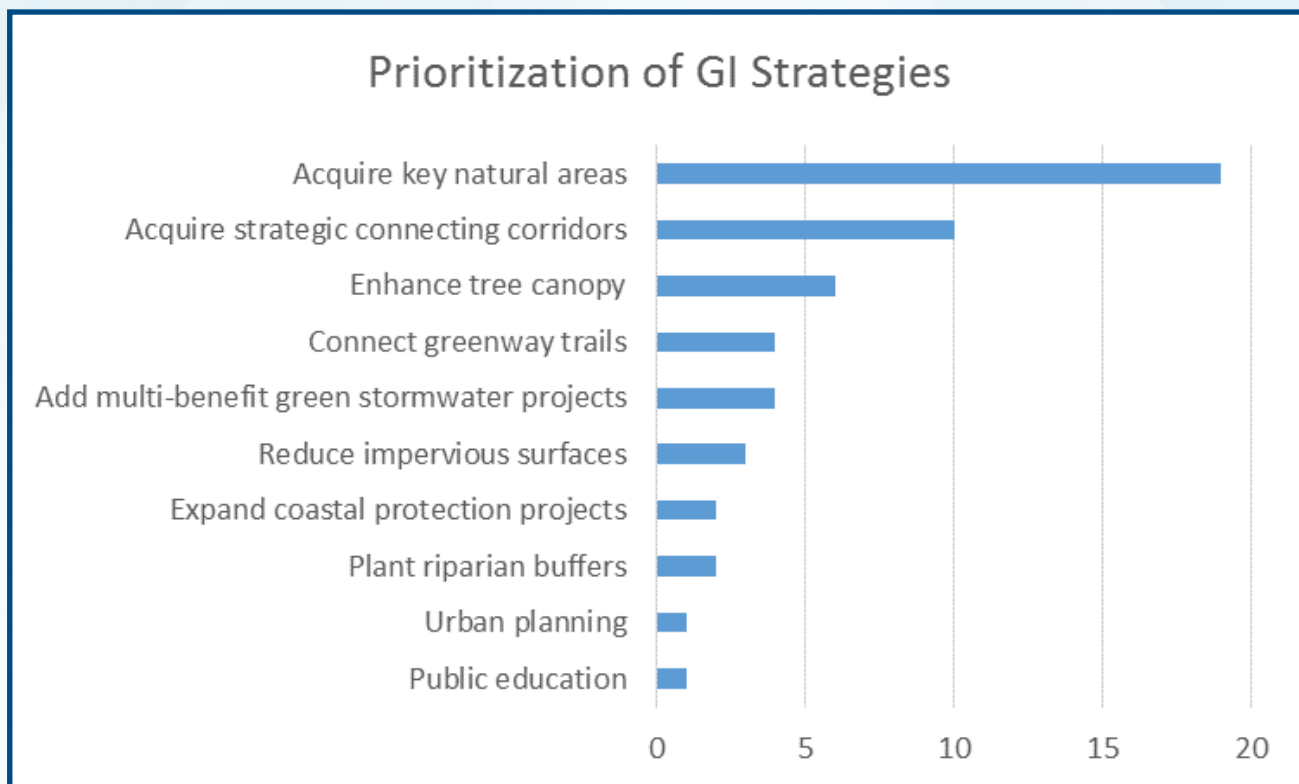 Prioritization of GI Strategies
Acquire key natural areas
Acquire strategic connecting corridors
Enhance tree canopy
Connect greenway trails
Add multi-benefit green stormwater projects
Reduce impervious surfaces
Expand coastal protection projects
Plant riparian buffers
Urban planning
Public education
0 5 10 15 20